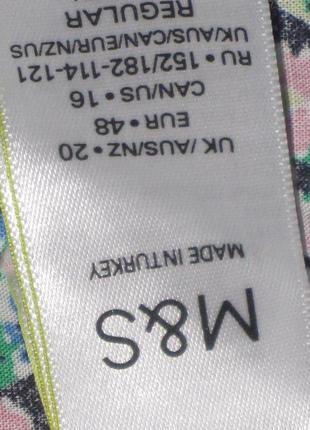 M&S
MADE IN TURKEY
UK/AUS/NZ • 20
EUR • 48
CAN/US • 16
RU • 152/182-114-121
UK/AUS/CAN/EUR/NZ/US
REGULAR